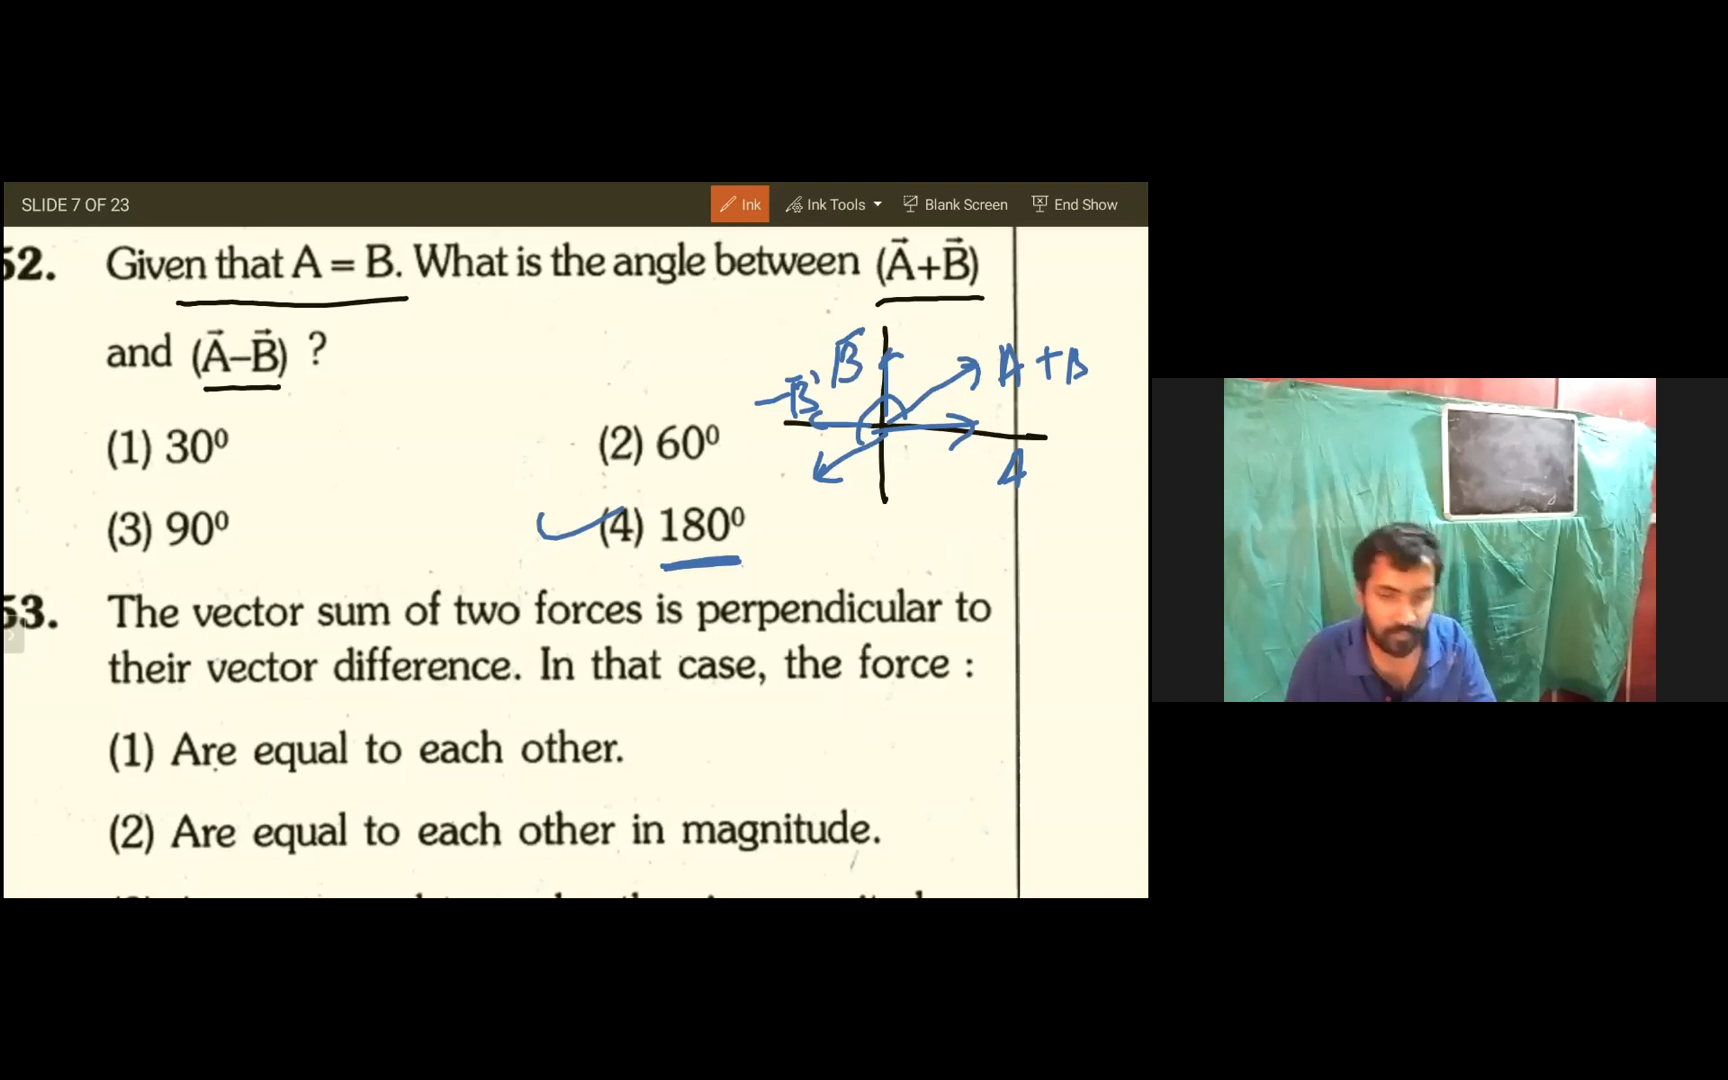 SLIDE 7 OF 23
Ink
Ink Tools
Blank Screen
End Show
52. Given that A = B. What is the angle between (A⃗+B⃗)
and (A⃗–B⃗) ?
B⃗
A + B
–B⃗
A
(1) 30⁰
(2) 60⁰
(3) 90⁰
(4) 180⁰
53. The vector sum of two forces is perpendicular to
their vector difference. In that case, the force :
(1) Are equal to each other.
(2) Are equal to each other in magnitude.